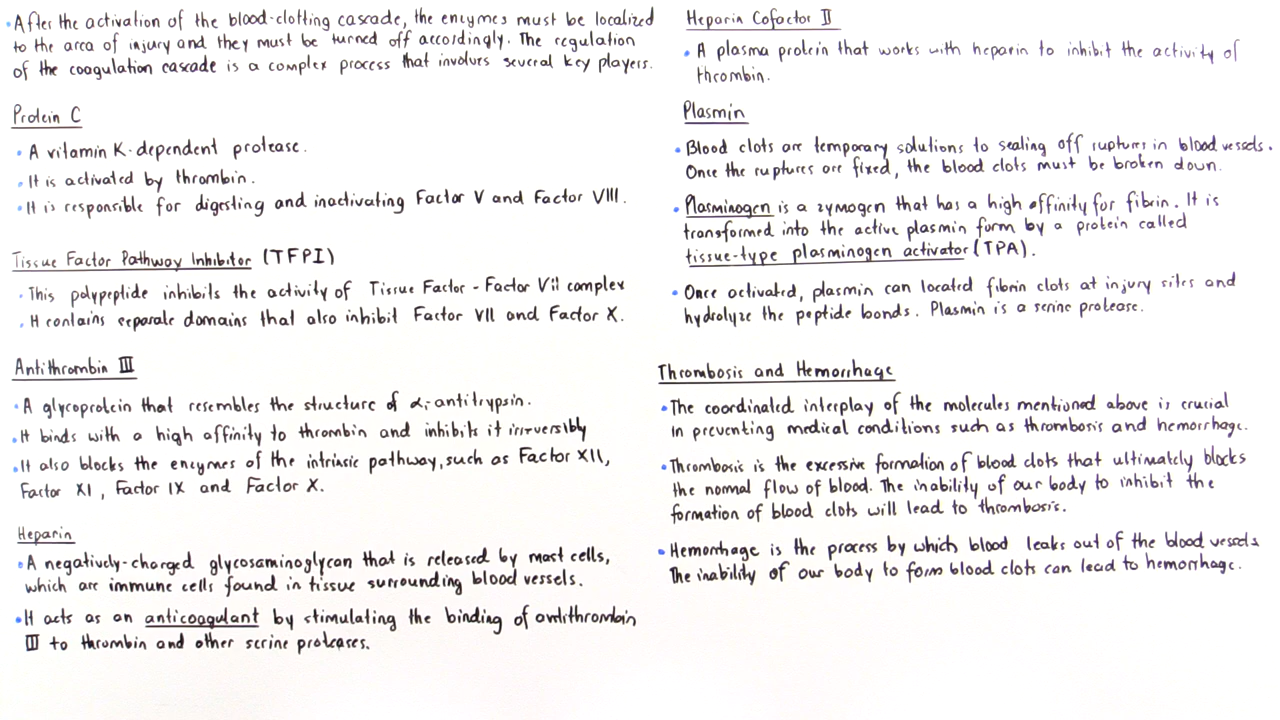 • After the activation of the blood-clotting cascade, the enzymes must be localized
to the area of injury and they must be turned off accordingly. The regulation
of the coagulation cascade is a complex process that involves several key players.
Protein C
• A vitamin K-dependent protease.
• It is activated by thrombin.
• It is responsible for digesting and inactivating Factor V and Factor VIII.
Tissue Factor Pathway Inhibitor (TFPI)
• This polypeptide inhibits the activity of Tissue Factor - Factor VII complex
• It contains separate domains that also inhibit Factor VII and Factor X.
Antithrombin III
• A glycoprotein that resembles the structure of α₁-antitrypsin.
• It binds with a high affinity to thrombin and inhibits it irreversibly
• It also blocks the enzymes of the intrinsic pathway, such as Factor XII,
Factor XI, Factor IX and Factor X.
Heparin
• A negatively-charged glycosaminoglycan that is released by mast cells,
which are immune cells found in tissue surrounding blood vessels.
• It acts as an anticoagulant by stimulating the binding of antithrombin
III to thrombin and other serine proteases.
Heparin Cofactor II
• A plasma protein that works with heparin to inhibit the activity of
thrombin.
Plasmin
• Blood clots are temporary solutions to sealing off ruptures in blood vessels.
Once the ruptures are fixed, the blood clots must be broken down.
• Plasminogen is a zymogen that has a high affinity for fibrin. It is
transformed into the active plasmin form by a protein called
tissue-type plasminogen activator (TPA).
• Once activated, plasmin can located fibrin clots at injury sites and
hydrolyze the peptide bonds. Plasmin is a serine protease.
Thrombosis and Hemorrhage
• The coordinated interplay of the molecules mentioned above is crucial
in preventing medical conditions such as thrombosis and hemorrhage.
• Thrombosis is the excessive formation of blood clots that ultimately blocks
the normal flow of blood. The inability of our body to inhibit the
formation of blood clots will lead to thrombosis.
• Hemorrhage is the process by which blood leaks out of the blood vessels
The inability of our body to form blood clots can lead to hemorrhage.